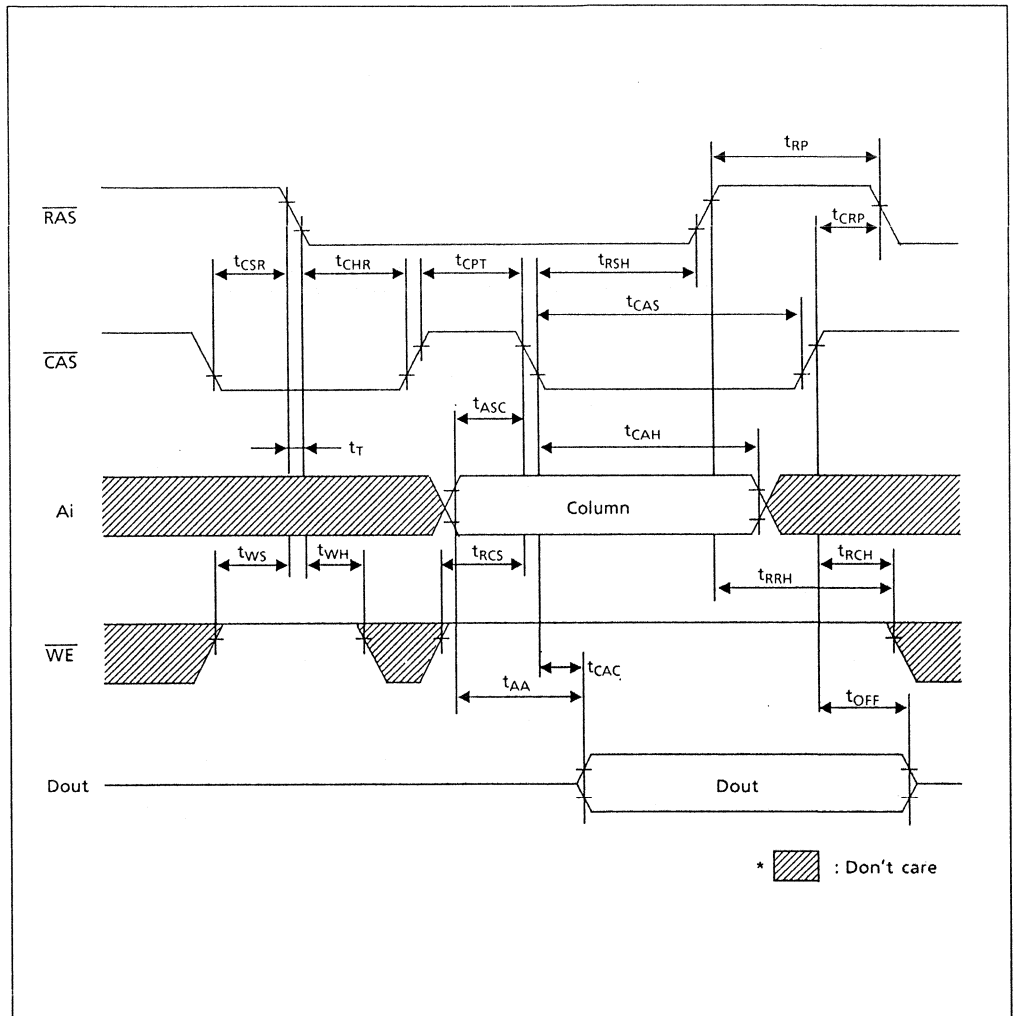 tRP
RAS
tCRP
tCSR
tCHR
tCPT
tRSH
tCAS
CAS
tASC
tCAH
tT
Ai
Column
tWS
tWH
tRCS
tRCH
tRRH
WE
tCAC
tAA
tOFF
Dout
Dout
* : Don't care